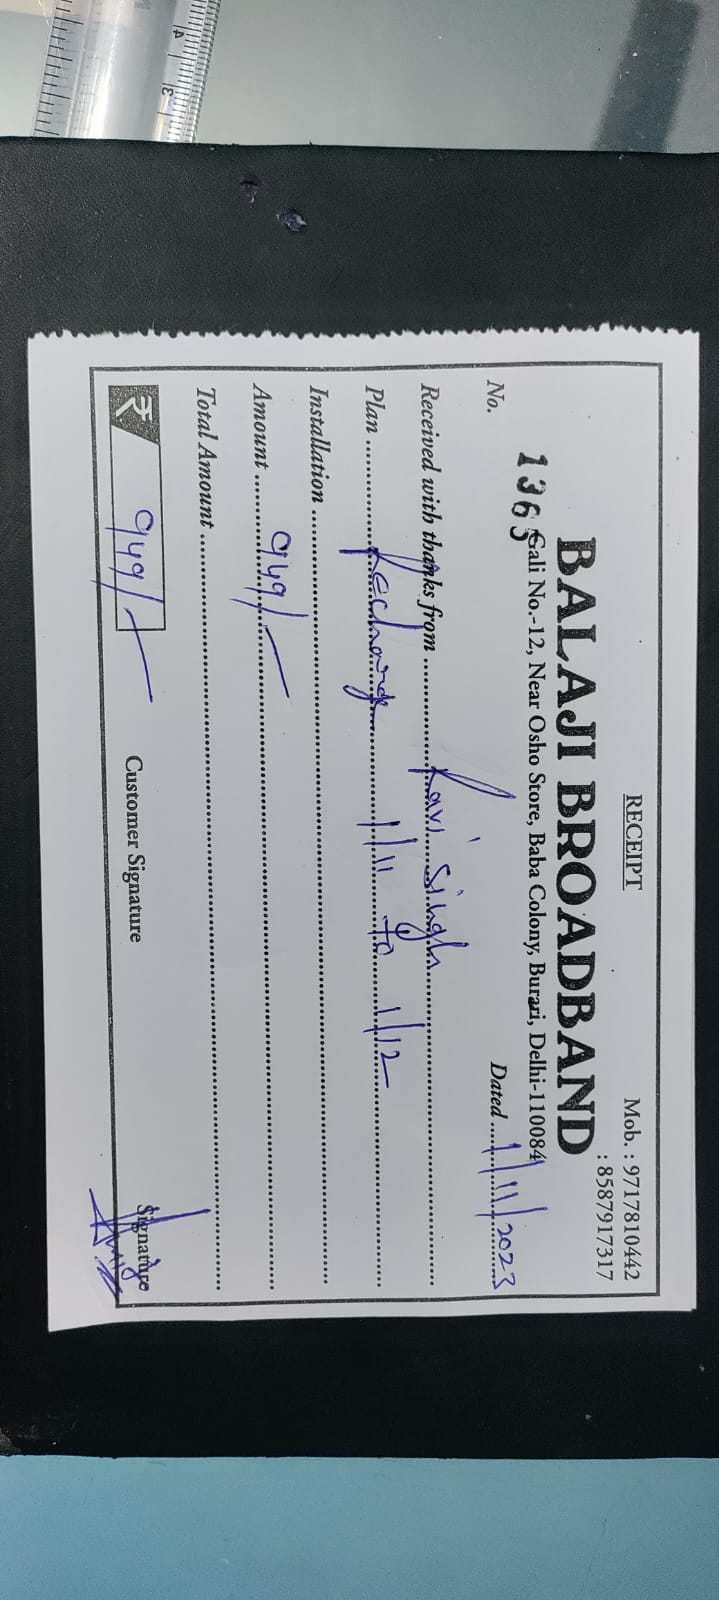 RECEIPT
Mob. : 9717810442
: 8587917317
BALAJI BROADBAND
Gali No.-12, Near Osho Store, Baba Colony, Burari, Delhi-110084
No. 1365 Dated 1/11/2023
Received with thanks from Ravi Singh
Plan Recharge 1/11 to 1/12
Installation
Amount 949/-
Total Amount
₹ 949/- Customer Signature Signature